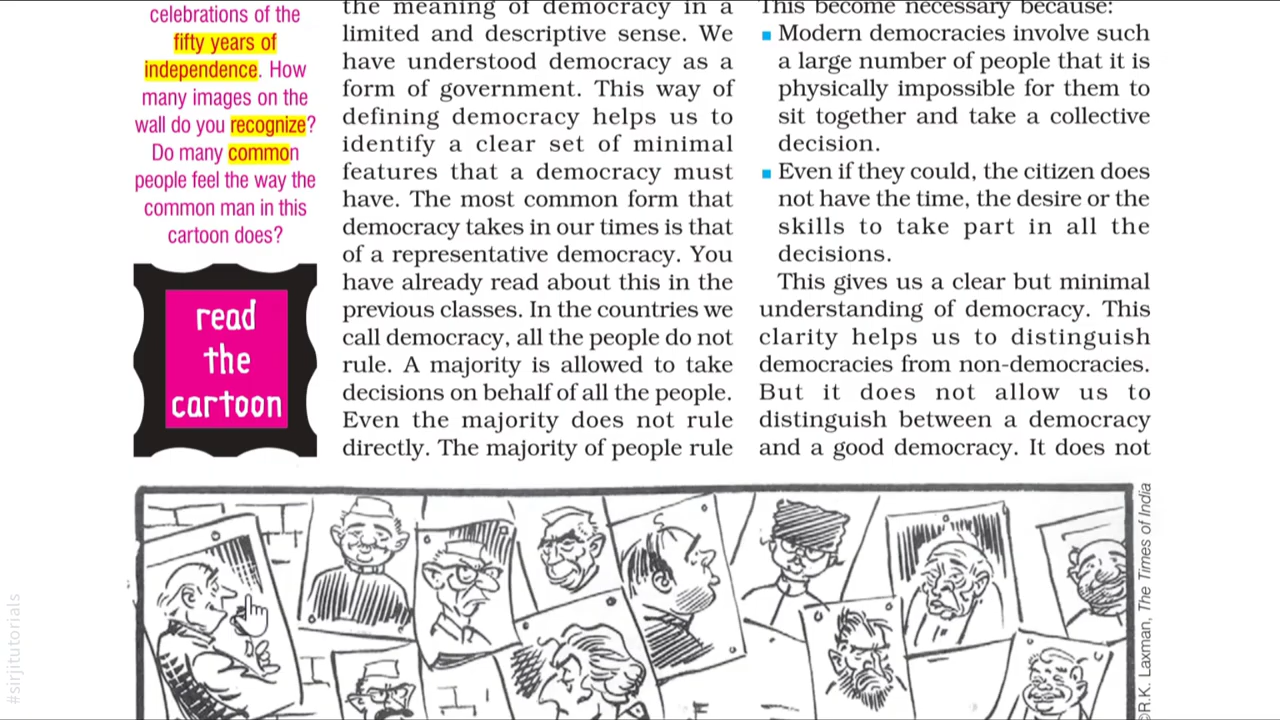 celebrations of the
fifty years of
independence. How
many images on the
wall do you recognize?
Do many common
people feel the way the
common man in this
cartoon does?
read
the
cartoon
the meaning of democracy in a
limited and descriptive sense. We
have understood democracy as a
form of government. This way of
defining democracy helps us to
identify a clear set of minimal
features that a democracy must
have. The most common form that
democracy takes in our times is that
of a representative democracy. You
have already read about this in the
previous classes. In the countries we
call democracy, all the people do not
rule. A majority is allowed to take
decisions on behalf of all the people.
Even the majority does not rule
directly. The majority of people rule
This become necessary because:
■ Modern democracies involve such
a large number of people that it is
physically impossible for them to
sit together and take a collective
decision.
■ Even if they could, the citizen does
not have the time, the desire or the
skills to take part in all the
decisions.
This gives us a clear but minimal
understanding of democracy. This
clarity helps us to distinguish
democracies from non-democracies.
But it does not allow us to
distinguish between a democracy
and a good democracy. It does not
©R.K. Laxman, The Times of India
#sirjitutorials